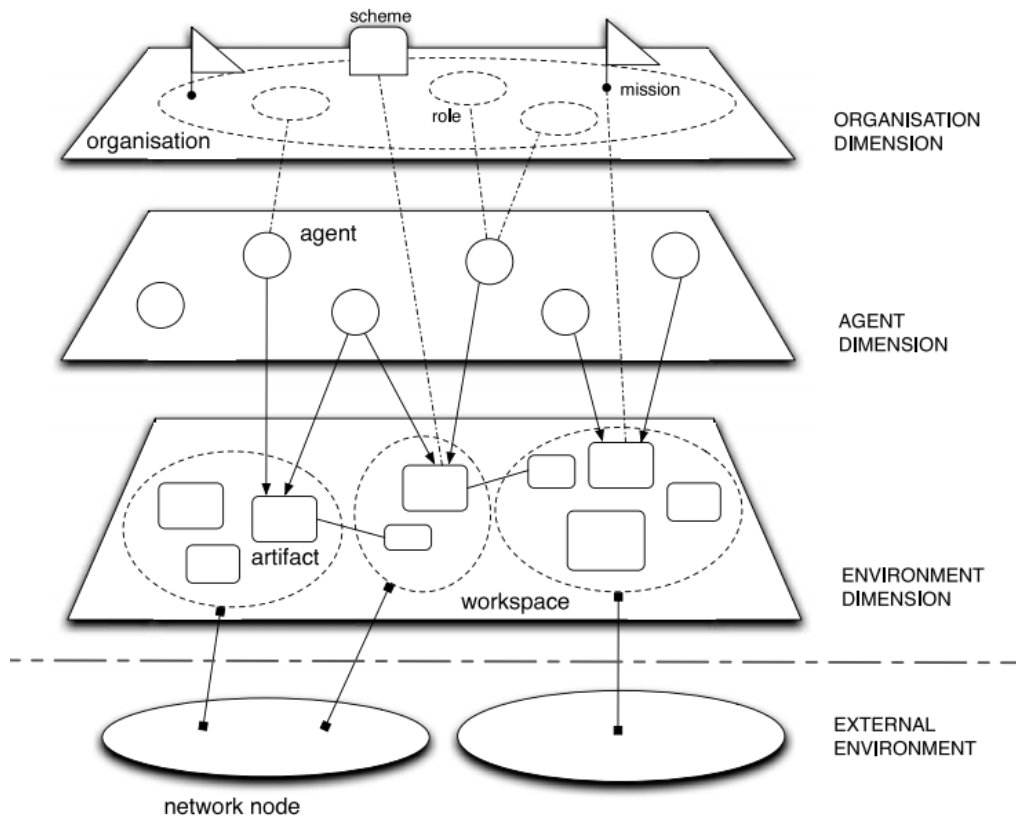 scheme
mission
role
organisation
ORGANISATION
DIMENSION
agent
AGENT
DIMENSION
artifact
workspace
ENVIRONMENT
DIMENSION
EXTERNAL
ENVIRONMENT
network node